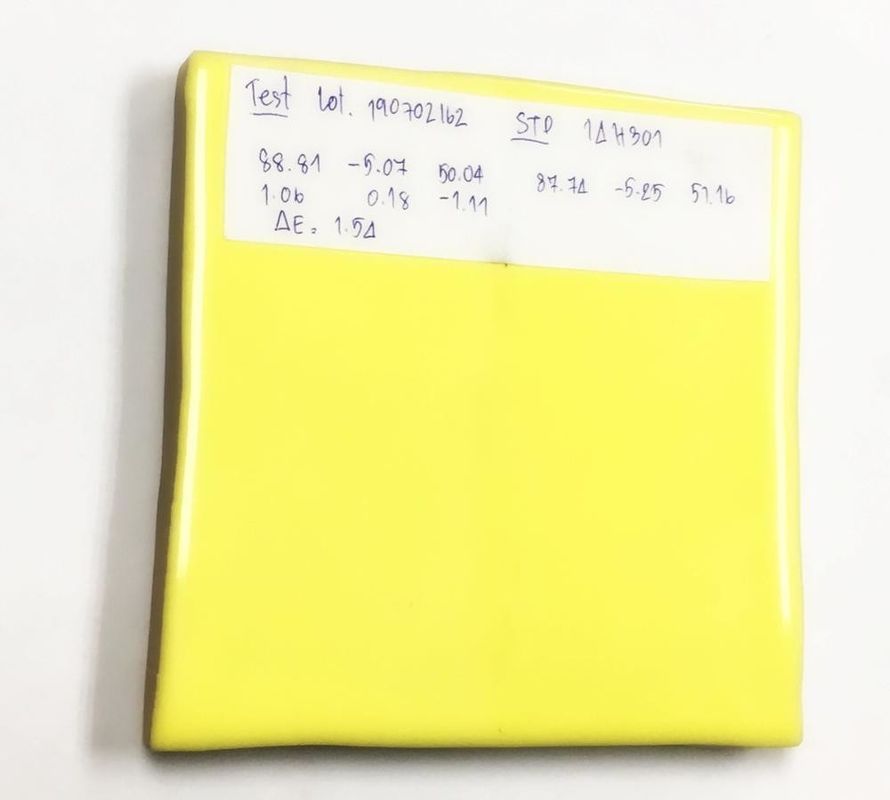 Test Lot. 190702162 STD 14H301
88.81 -5.07 50.04 87.74 -5.25 51.16
1.06 0.18 -1.11
ΔE = 1.54